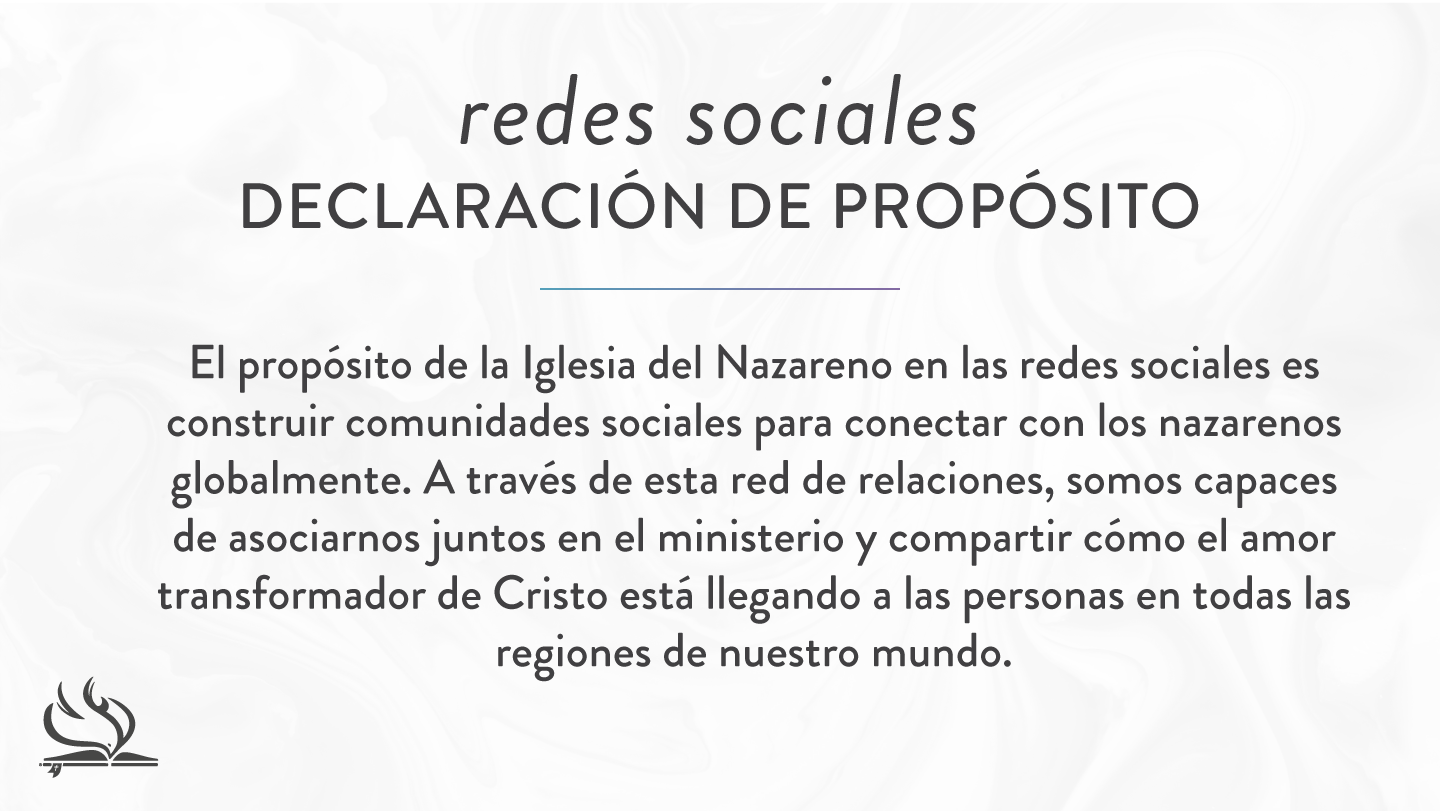 redes sociales
DECLARACIÓN DE PROPÓSITO
El propósito de la Iglesia del Nazareno en las redes sociales es
construir comunidades sociales para conectar con los nazarenos
globalmente. A través de esta red de relaciones, somos capaces
de asociarnos juntos en el ministerio y compartir cómo el amor
transformador de Cristo está llegando a las personas en todas las
regiones de nuestro mundo.